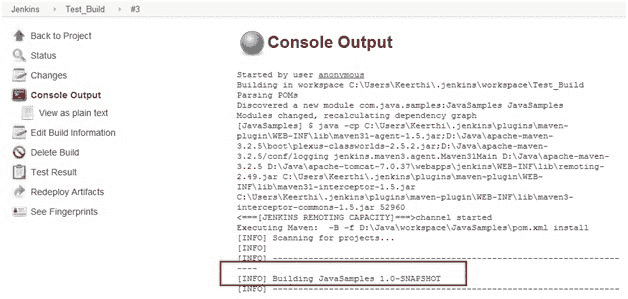 Jenkins Test_Build #3
Back to Project
Status
Changes
Console Output
View as plain text
Edit Build Information
Delete Build
Test Result
Redeploy Artifacts
See Fingerprints
Console Output
Started by user anonymous
Building in workspace C:\Users\Keerthi\.jenkins\workspace\Test_Build
Parsing POMs
Discovered a new module com.java.samples:JavaSamples JavaSamples
Modules changed, recalculating dependency graph
[JavaSamples] $ java -cp C:\Users\Keerthi\.jenkins\plugins\maven-
plugin\WEB-INF\lib\maven31-agent-1.5.jar;D:\Java\apache-maven-
3.2.5\boot\plexus-classworlds-2.5.2.jar;D:\Java\apache-maven-
3.2.5/conf/logging jenkins.maven3.agent.Maven31Main D:\Java\apache-maven-
3.2.5 D:\Java\apache-tomcat-7.0.37\webapps\jenkins\WEB-INF\lib\remoting-
2.49.jar C:\Users\Keerthi\.jenkins\plugins\maven-plugin\WEB-
INF\lib\maven31-interceptor-1.5.jar
C:\Users\Keerthi\.jenkins\plugins\maven-plugin\WEB-INF\lib\maven3-
interceptor-commons-1.5.jar 52960
<===[JENKINS REMOTING CAPACITY]===>channel started
Executing Maven: -B -f D:\Java\workspace\JavaSamples\pom.xml install
[INFO] Scanning for projects...
[INFO]
[INFO] --------------------------------------------------------------------
----
[INFO] Building JavaSamples 1.0-SNAPSHOT
[INFO] --------------------------------------------------------------------